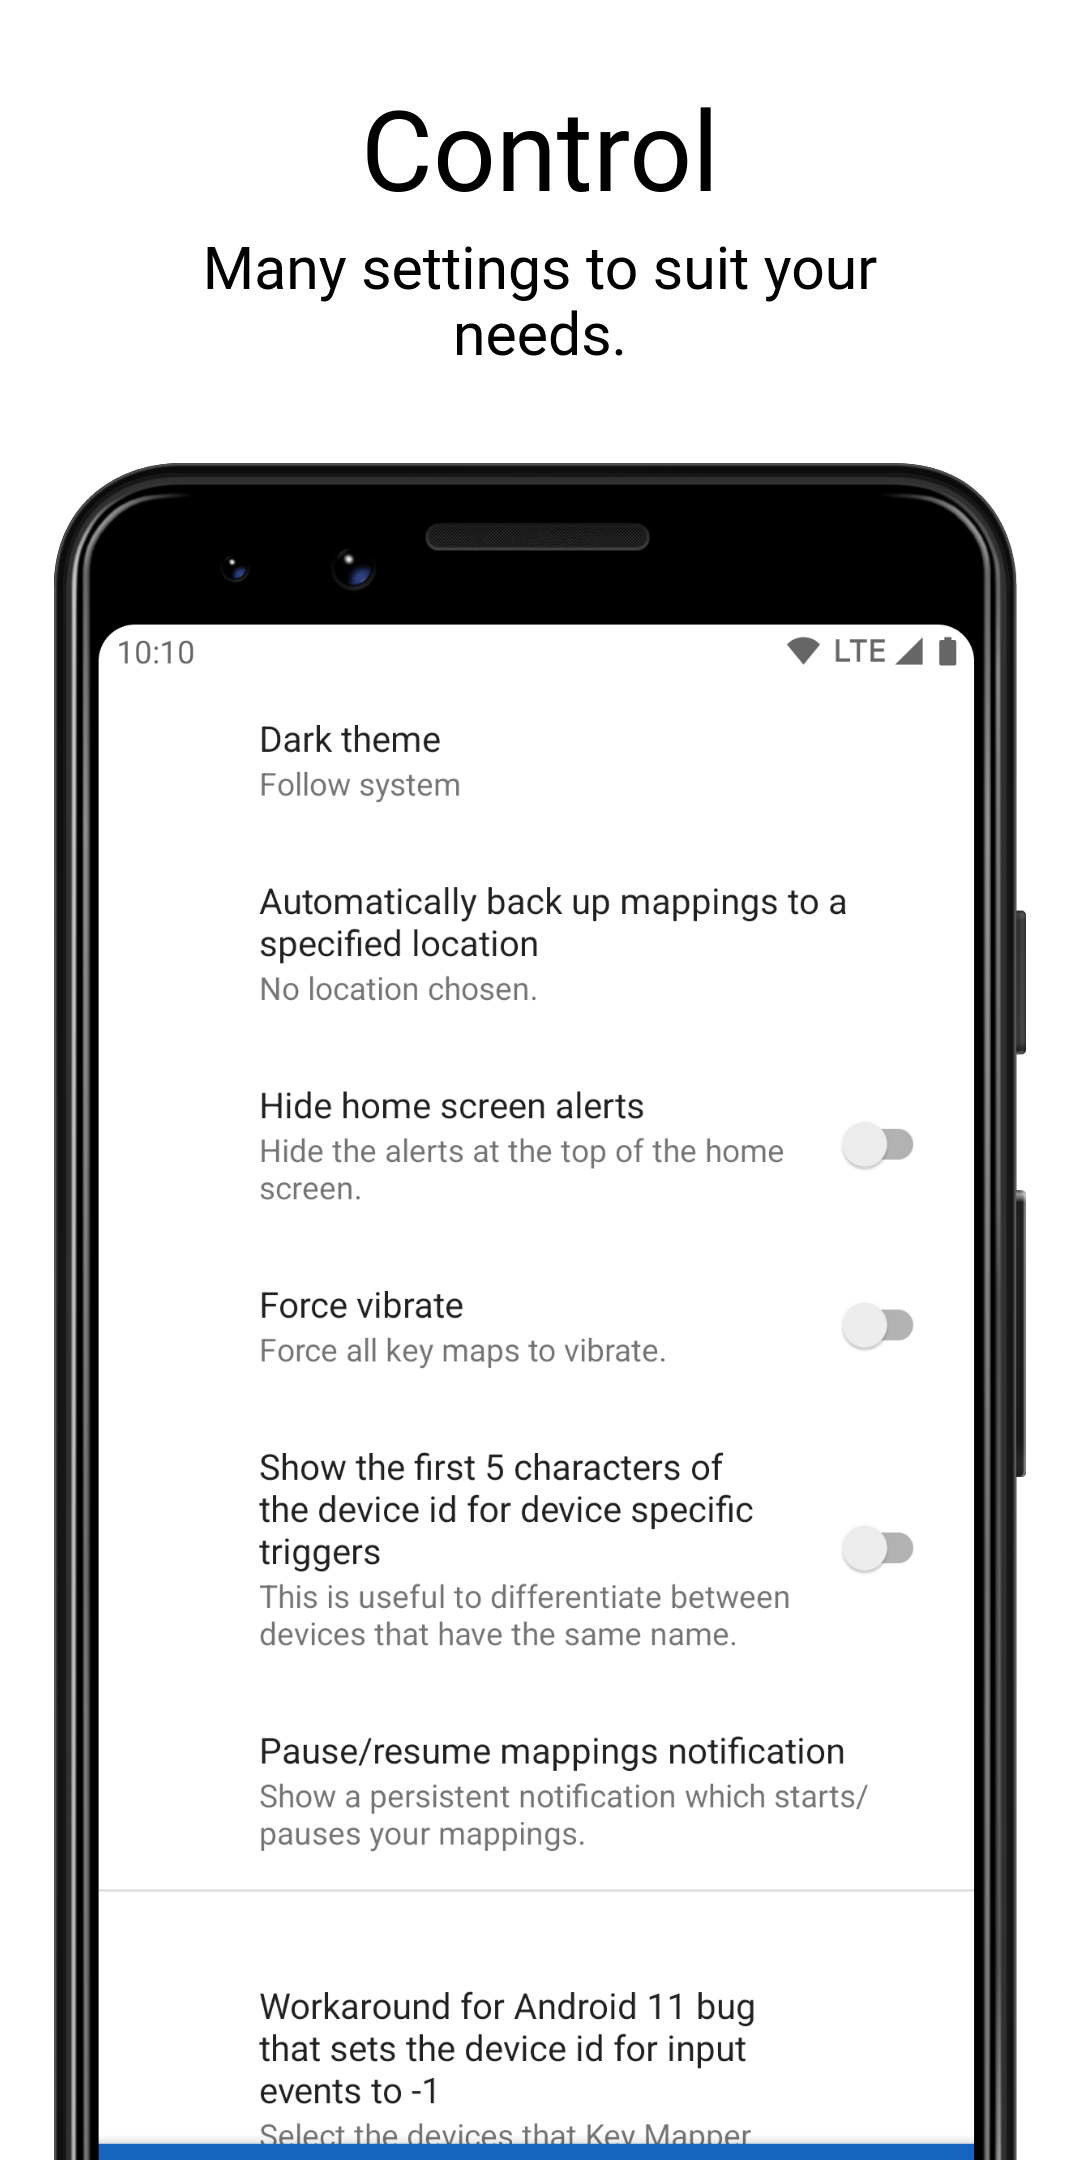 Control
Many settings to suit your
needs.
10:10
LTE
Dark theme
Follow system
Automatically back up mappings to a
specified location
No location chosen.
Hide home screen alerts
Hide the alerts at the top of the home
screen.
Force vibrate
Force all key maps to vibrate.
Show the first 5 characters of
the device id for device specific
triggers
This is useful to differentiate between
devices that have the same name.
Pause/resume mappings notification
Show a persistent notification which starts/
pauses your mappings.
Workaround for Android 11 bug
that sets the device id for input
events to -1
Select the devices that Key Mapper